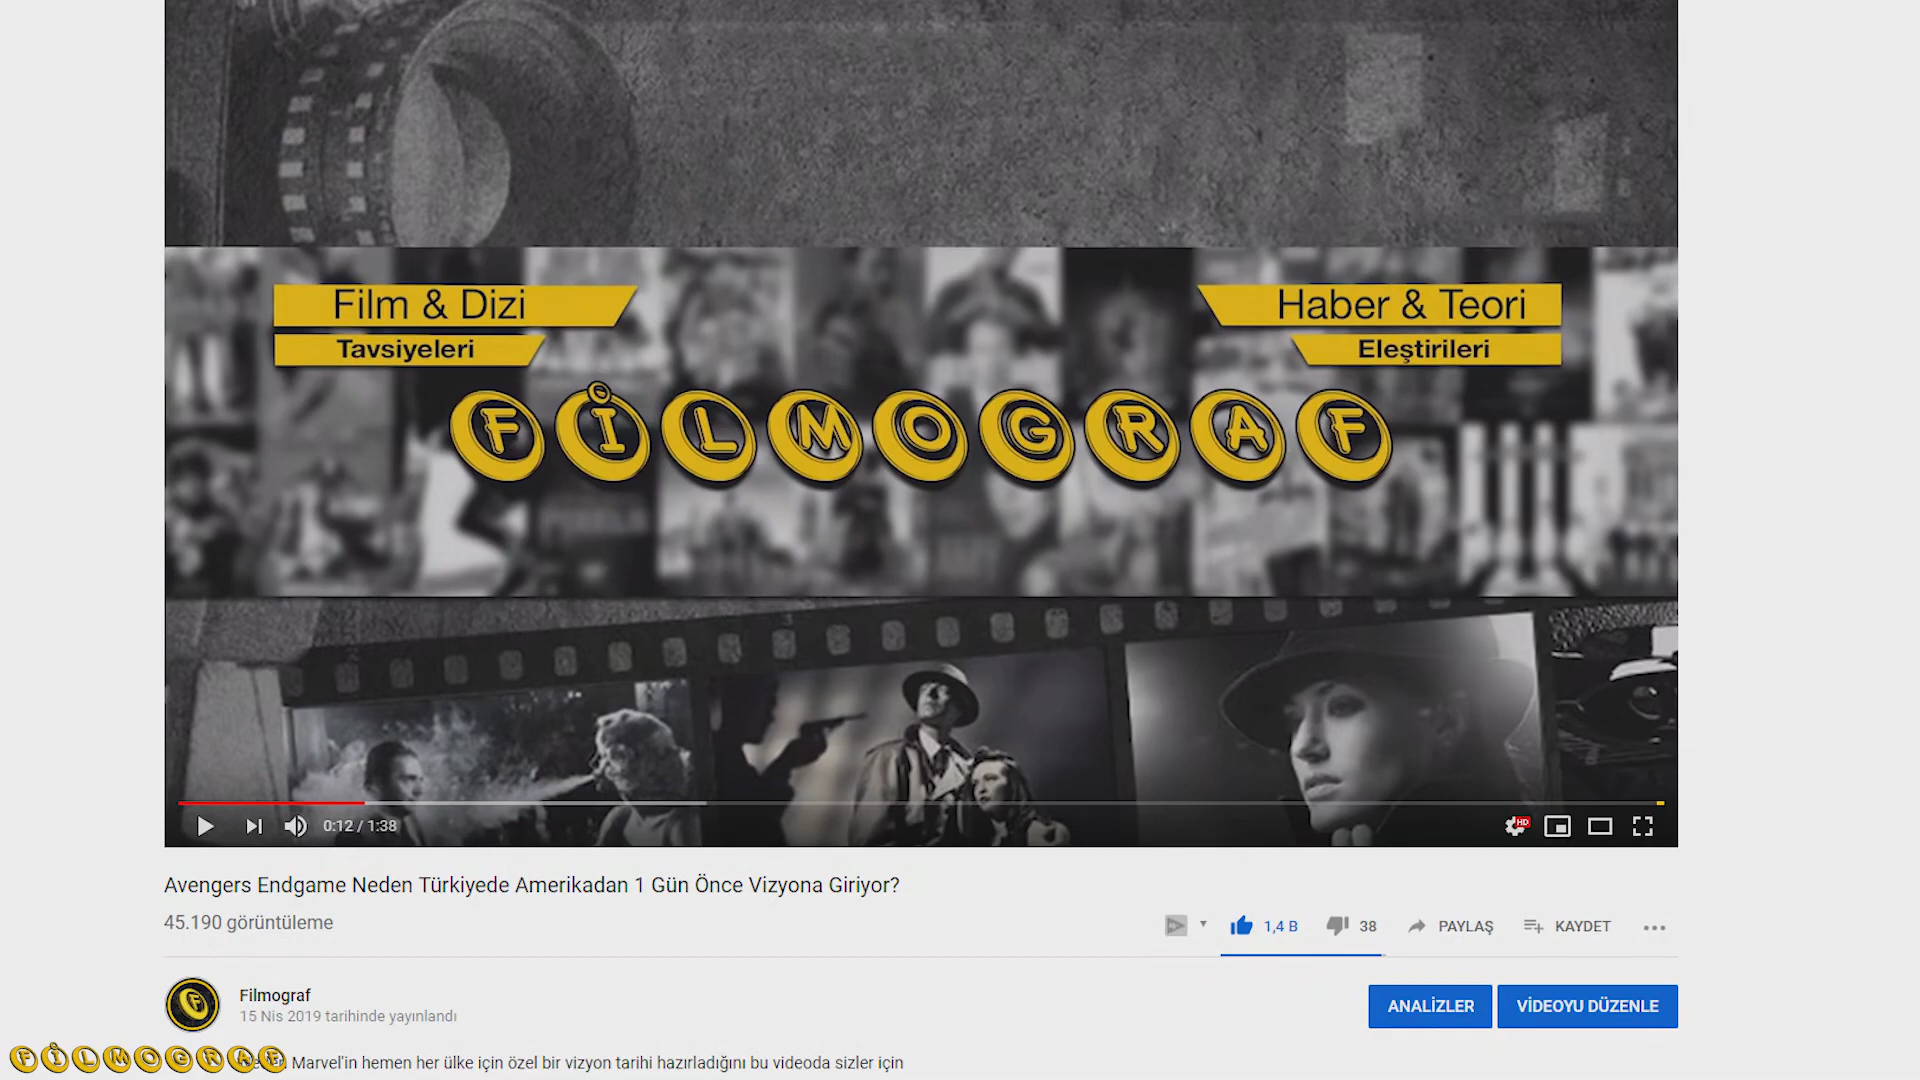 Film & Dizi
Tavsiyeleri
Haber & Teori
Eleştirileri
FİLMOGRAF
0:12 / 1:38
HD
Avengers Endgame Neden Türkiyede Amerikadan 1 Gün Önce Vizyona Giriyor?
45.190 görüntüleme
1,4 B
38
PAYLAŞ
KAYDET
F
Filmograf
15 Nis 2019 tarihinde yayınlandı
ANALİZLER
VİDEOYU DÜZENLE
FİLMOGRAF
Marvel'in hemen her ülke için özel bir vizyon tarihi hazırladığını bu videoda sizler için